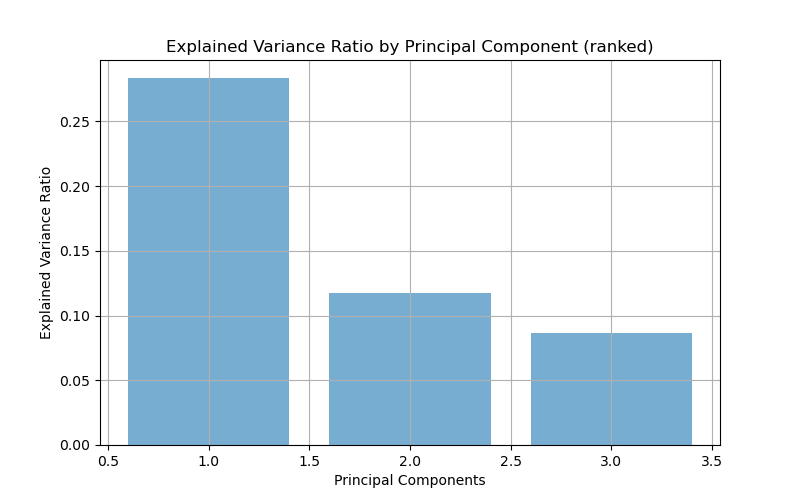 Explained Variance Ratio by Principal Component (ranked)
Explained Variance Ratio
0.25
0.20
0.15
0.10
0.05
0.00
0.5 1.0 1.5 2.0 2.5 3.0 3.5
Principal Components